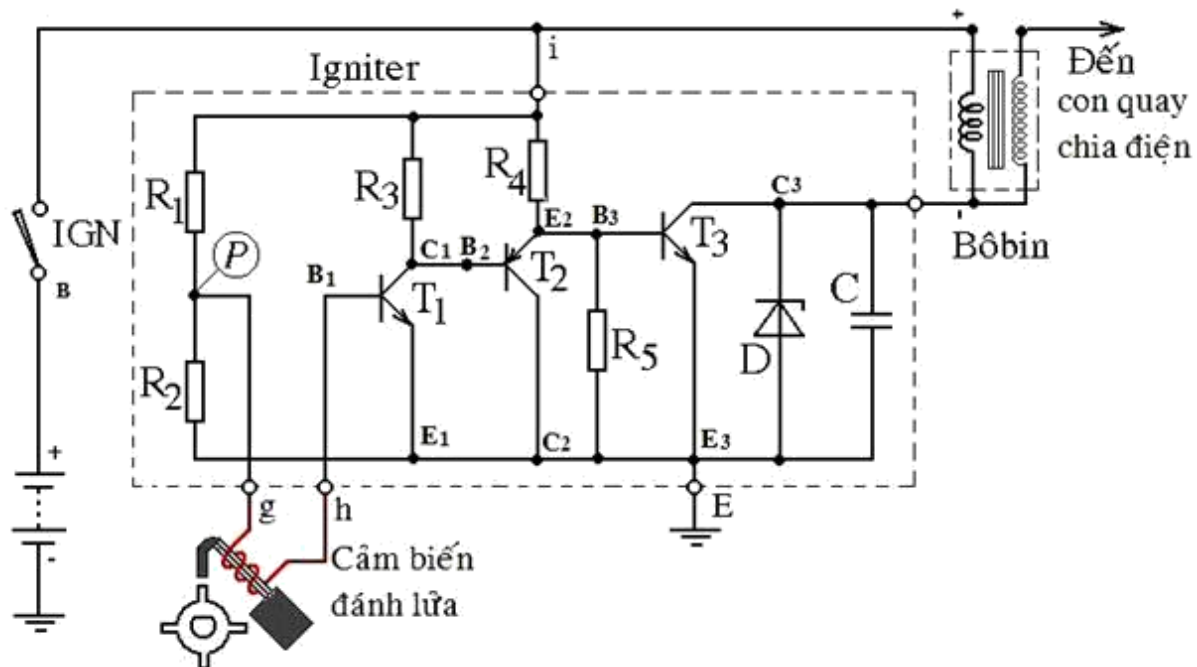 i
+
Igniter
Đến
con quay
chia điện
R1
R3
R4
IGN
B
P
B1
C1
B2
E2
B3
T1
T2
T3
C3
-
Bôbin
R2
R5
D
C
E1
C2
E3
+
-
g
h
E
Cảm biến
đánh lửa